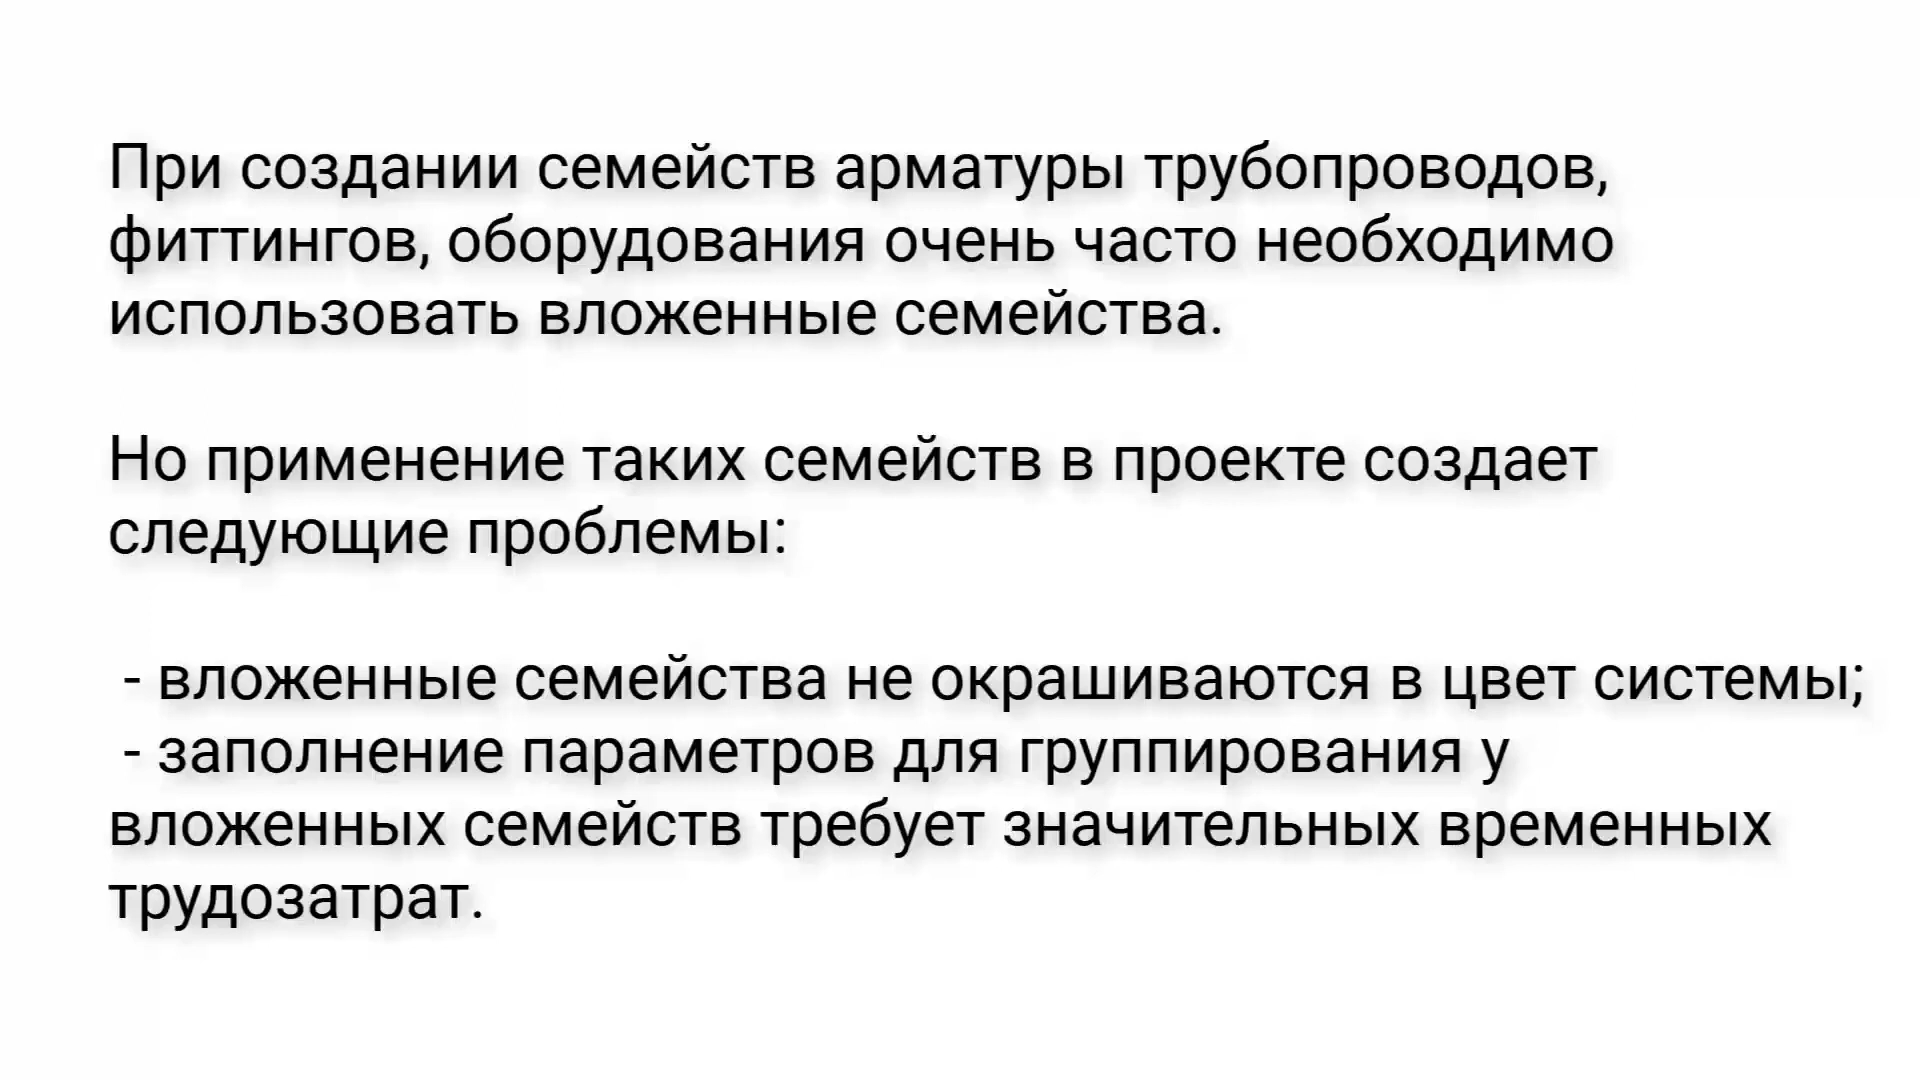 При создании семейств арматуры трубопроводов,
фиттингов, оборудования очень часто необходимо
использовать вложенные семейства.
Но применение таких семейств в проекте создает
следующие проблемы:
- вложенные семейства не окрашиваются в цвет системы;
- заполнение параметров для группирования у
вложенных семейств требует значительных временных
трудозатрат.